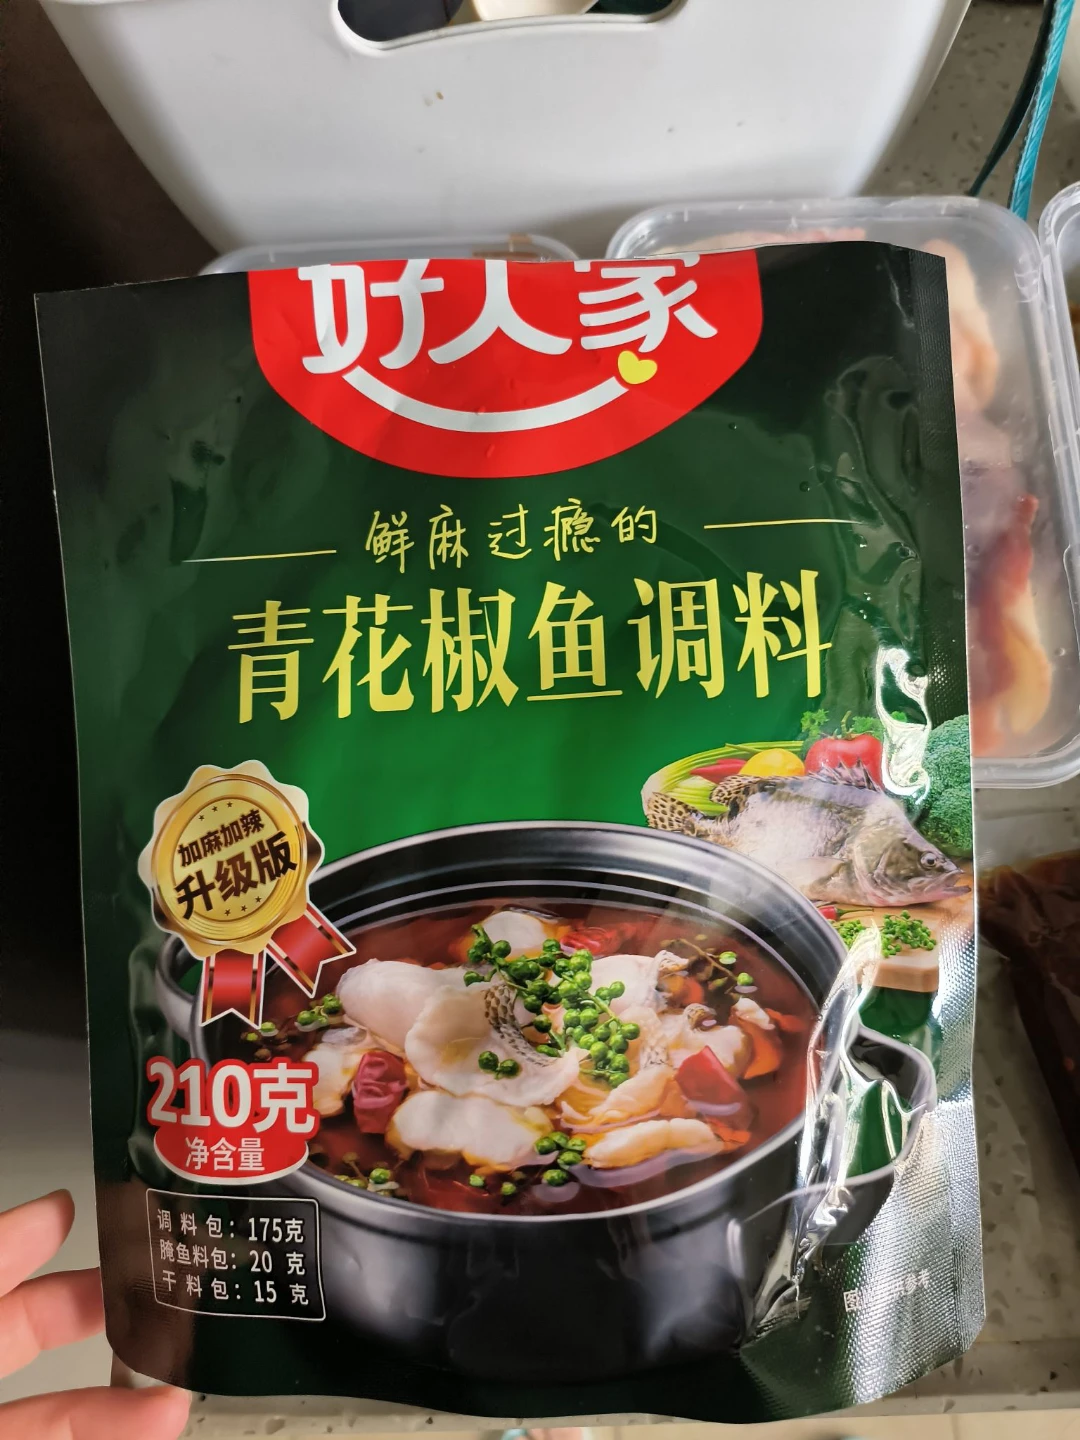 好人家
鲜麻过瘾的
青花椒鱼调料
加麻加辣
升级版
210克
净含量
调料包：175克
腌鱼料包：20克
干料包：15克